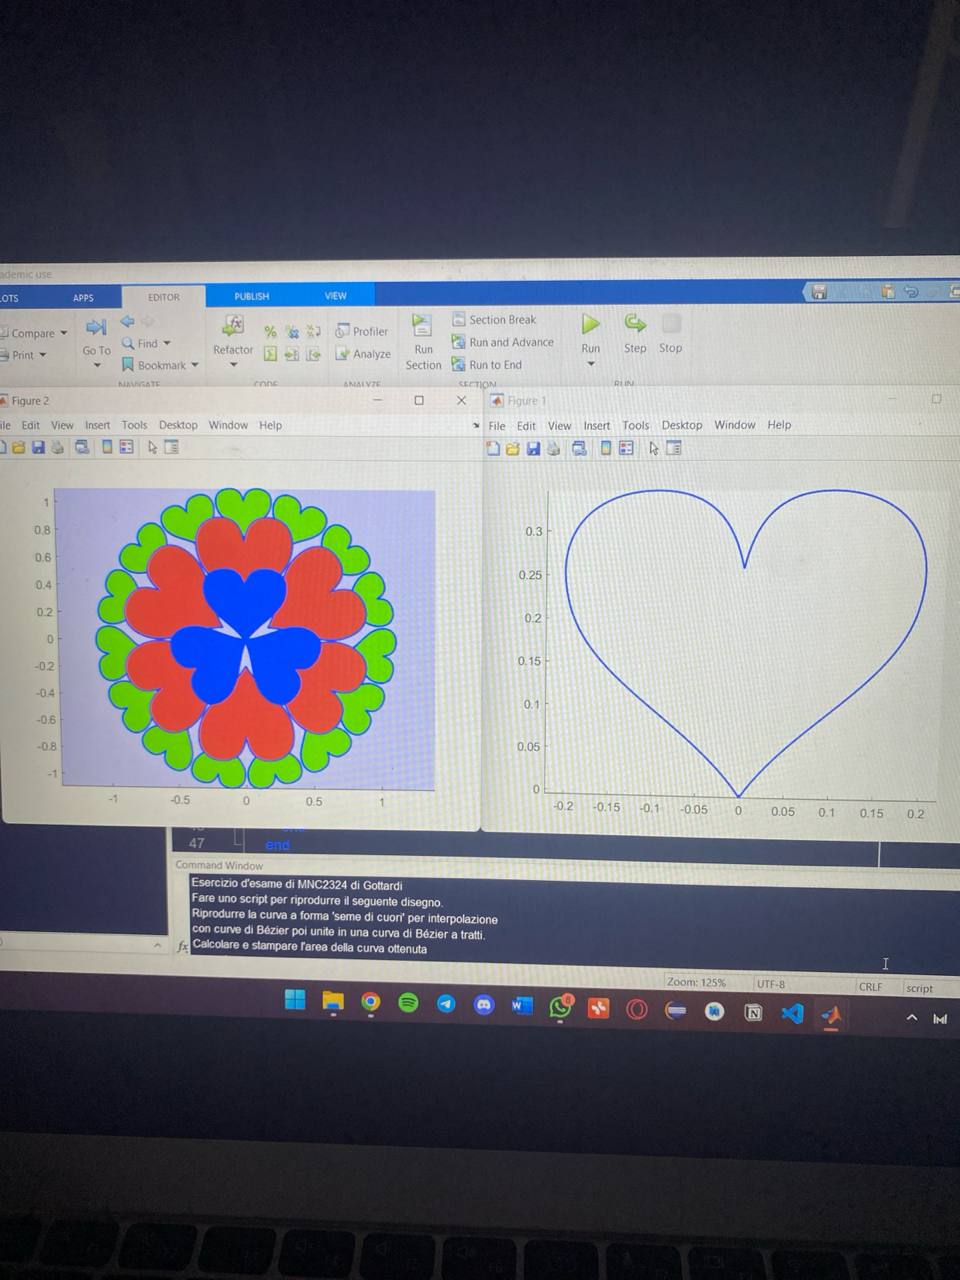 ademic use
LOTS APPS EDITOR PUBLISH VIEW
Compare Go To Find Refactor Profiler Run Section Section Break Run Step Stop
Print Bookmark Analyze Run and Advance
Run to End
NAVIGATE CODE ANALYZE SECTION RUN
Figure 2
ile Edit View Insert Tools Desktop Window Help
1
0.8
0.6
0.4
0.2
0
-0.2
-0.4
-0.6
-0.8
-1
-1 -0.5 0 0.5 1
Figure 1
File Edit View Insert Tools Desktop Window Help
0.3
0.25
0.2
0.15
0.1
0.05
0
-0.2 -0.15 -0.1 -0.05 0 0.05 0.1 0.15 0.2
47 end
Command Window
Esercizio d'esame di MNC2324 di Gottardi
Fare uno script per riprodurre il seguente disegno.
Riprodurre la curva a forma 'seme di cuori' per interpolazione
con curve di Bézier poi unite in una curva di Bézier a tratti.
fx Calcolare e stampare l'area della curva ottenuta
Zoom: 125% UTF-8 CRLF script